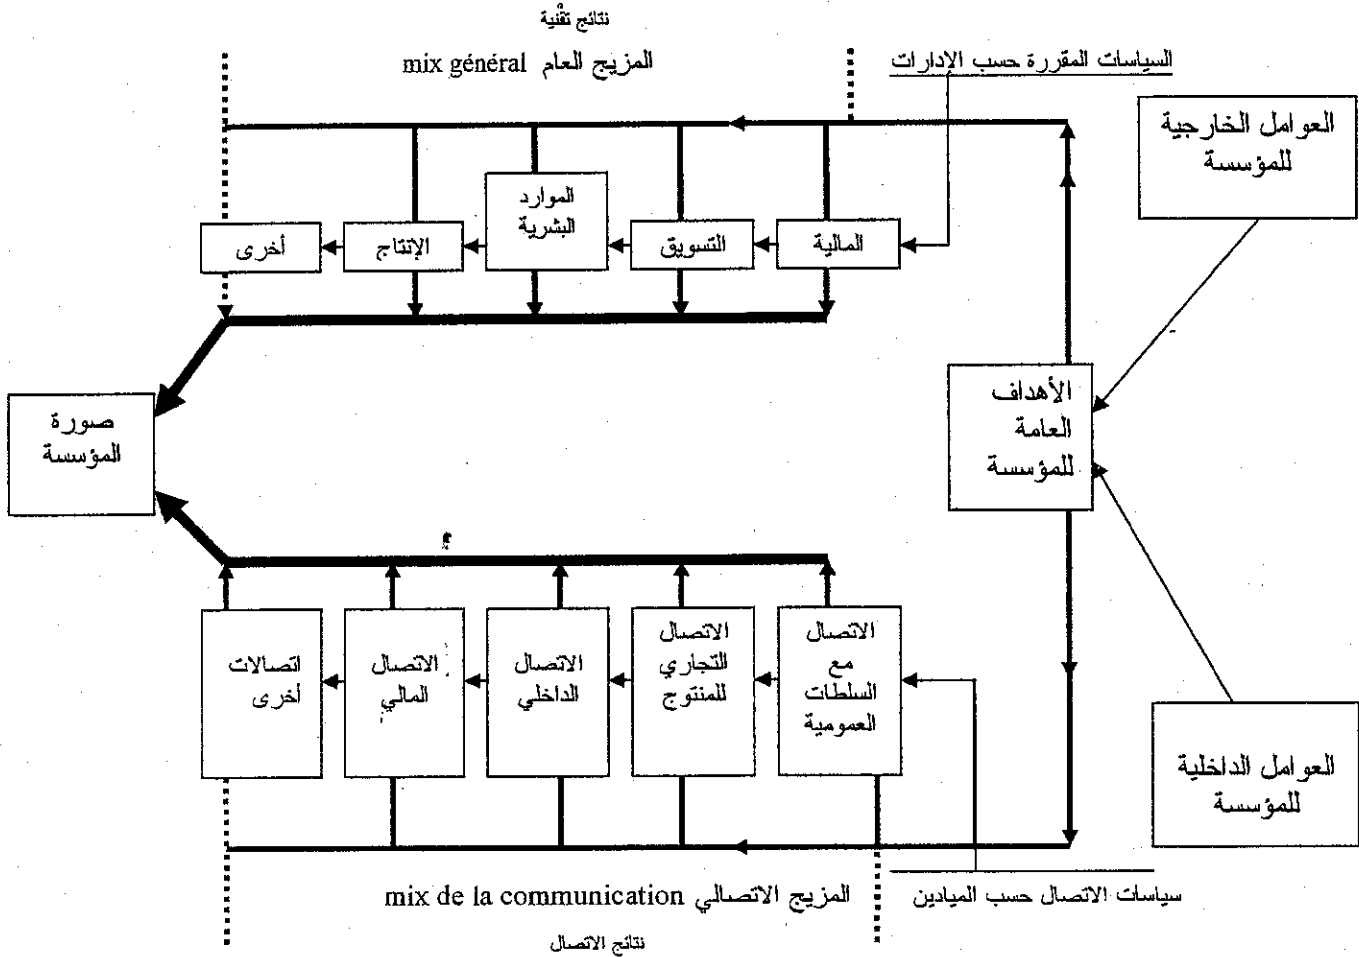 نتائج تقنية
المزيج العام mix général
السياسات المقررة حسب الإدارات
العوامل الخارجية
للمؤسسة
المالية
التسويق
الموارد
البشرية
الإنتاج
أخرى
الأهداف
العامة
للمؤسسة
صورة
المؤسسة
الاتصال
مع
السلطات
العمومية
الاتصال
التجاري
للمنتوج
الاتصال
الداخلي
الاتصال
المالي
اتصالات
أخرى
العوامل الداخلية
للمؤسسة
سياسات الاتصال حسب الميادين
المزيج الاتصالي mix de la communication
نتائج الاتصال